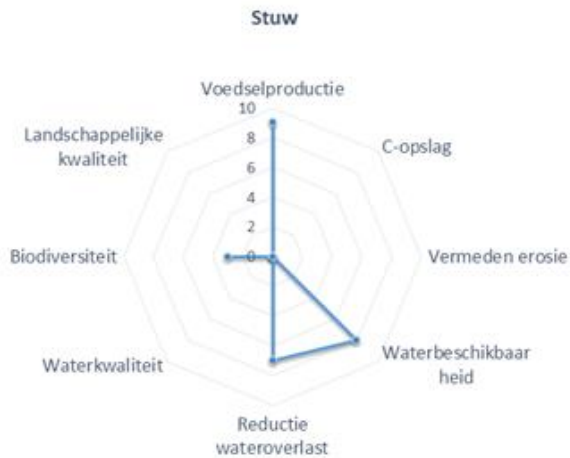 Stuw
Voedselproductie
10
8
6
4
2
0
C-opslag
Vermeden erosie
Waterbeschikbaar
heid
Reductie
wateroverlast
Waterkwaliteit
Biodiversiteit
Landschappelijke
kwaliteit